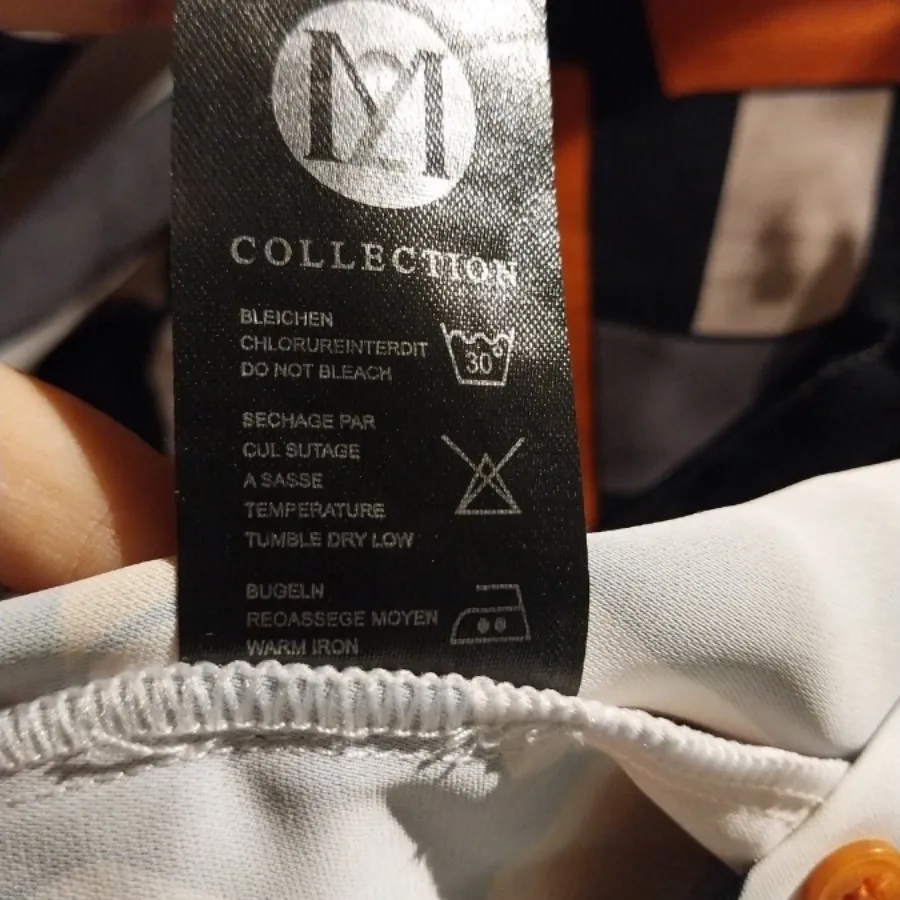 M
COLLECTION
BLEICHEN
CHLORUREINTERDIT
DO NOT BLEACH
30°
SECHAGE PAR
CUL SUTAGE
A SASSE
TEMPERATURE
TUMBLE DRY LOW
BUGELN
REOASSEGE MOYEN
WARM IRON